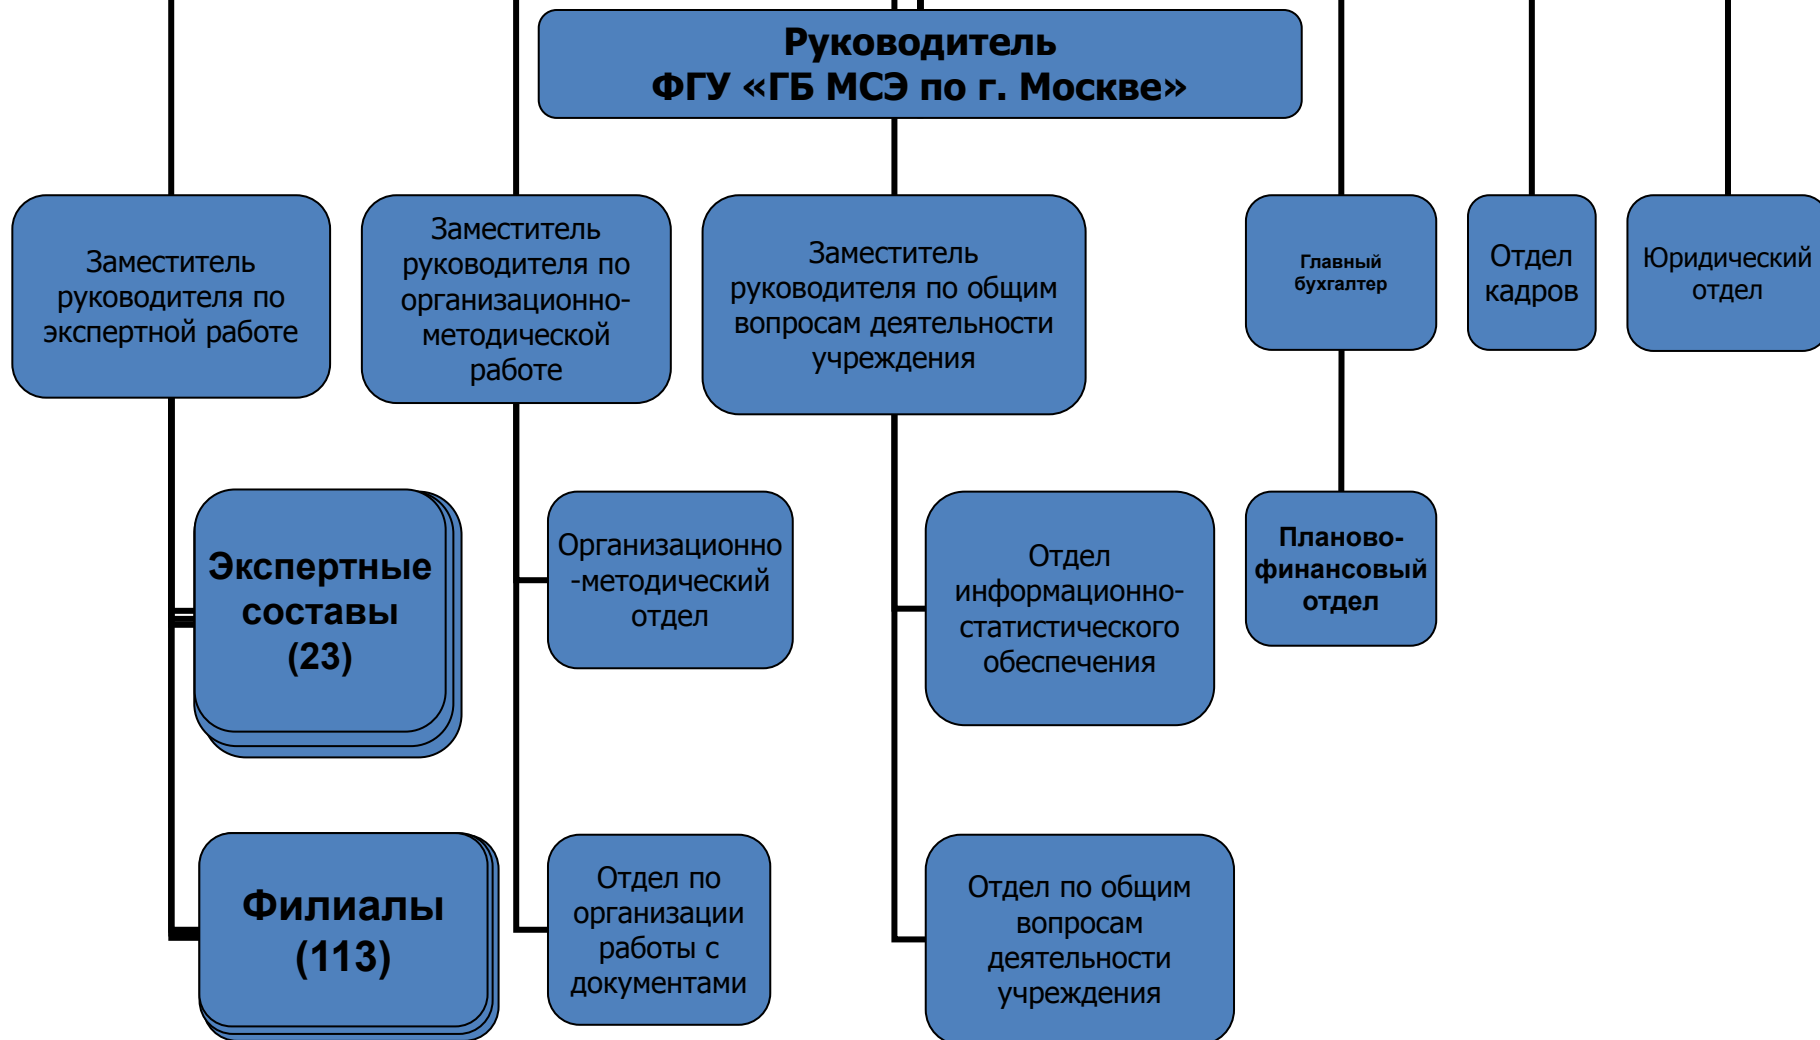 Руководитель
ФГУ «ГБ МСЭ по г. Москве»
Заместитель
руководителя по
экспертной работе
Заместитель
руководителя по
организационно-
методической
работе
Заместитель
руководителя по общим
вопросам деятельности
учреждения
Главный
бухгалтер
Отдел
кадров
Юридический
отдел
Экспертные
составы
(23)
Организационно
-методический
отдел
Отдел
информационно-
статистического
обеспечения
Планово-
финансовый
отдел
Филиалы
(113)
Отдел по
организации
работы с
документами
Отдел по общим
вопросам
деятельности
учреждения